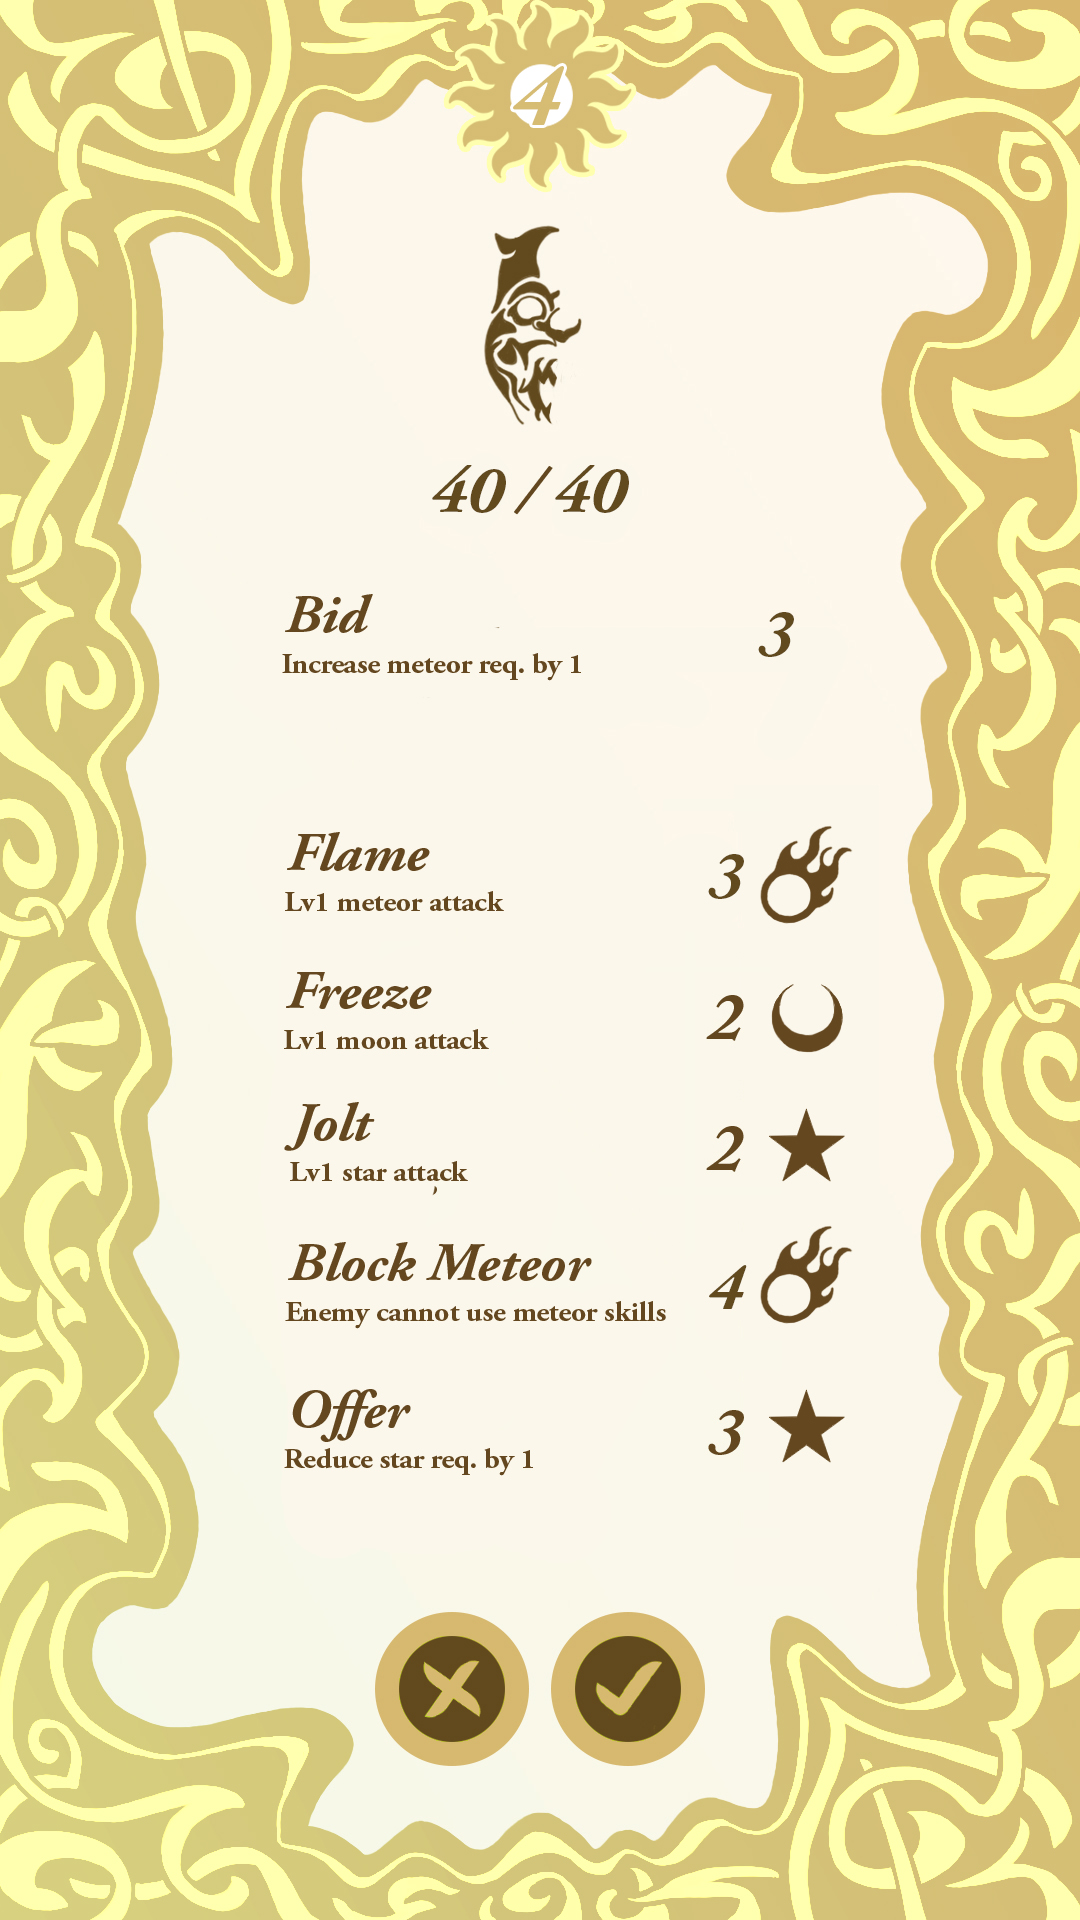 4
40 / 40
Bid
3
Increase meteor req. by 1
Flame
3
Lv1 meteor attack
Freeze
2
Lv1 moon attack
Jolt
2
Lv1 star attack
Block Meteor
4
Enemy cannot use meteor skills
Offer
3
Reduce star req. by 1